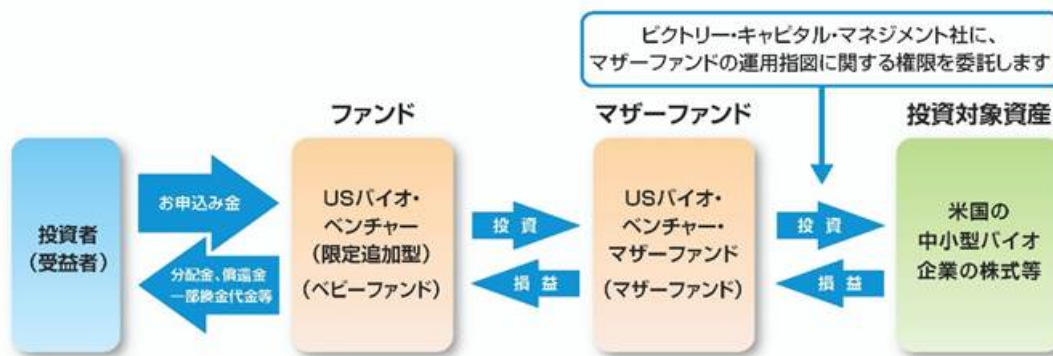 ビクトリー・キャピタル・マネジメント社に、
マザーファンドの運用指図に関する権限を委託します
ファンド
マザーファンド
投資対象資産
投資者
(受益者)
お申込み金
分配金、償還金
一部換金代金等
USバイオ・
ベンチャー
(限定追加型)
(ベビーファンド)
投資
損益
USバイオ・
ベンチャー・
マザーファンド
(マザーファンド)
投資
損益
米国の
中小型バイオ
企業の株式等